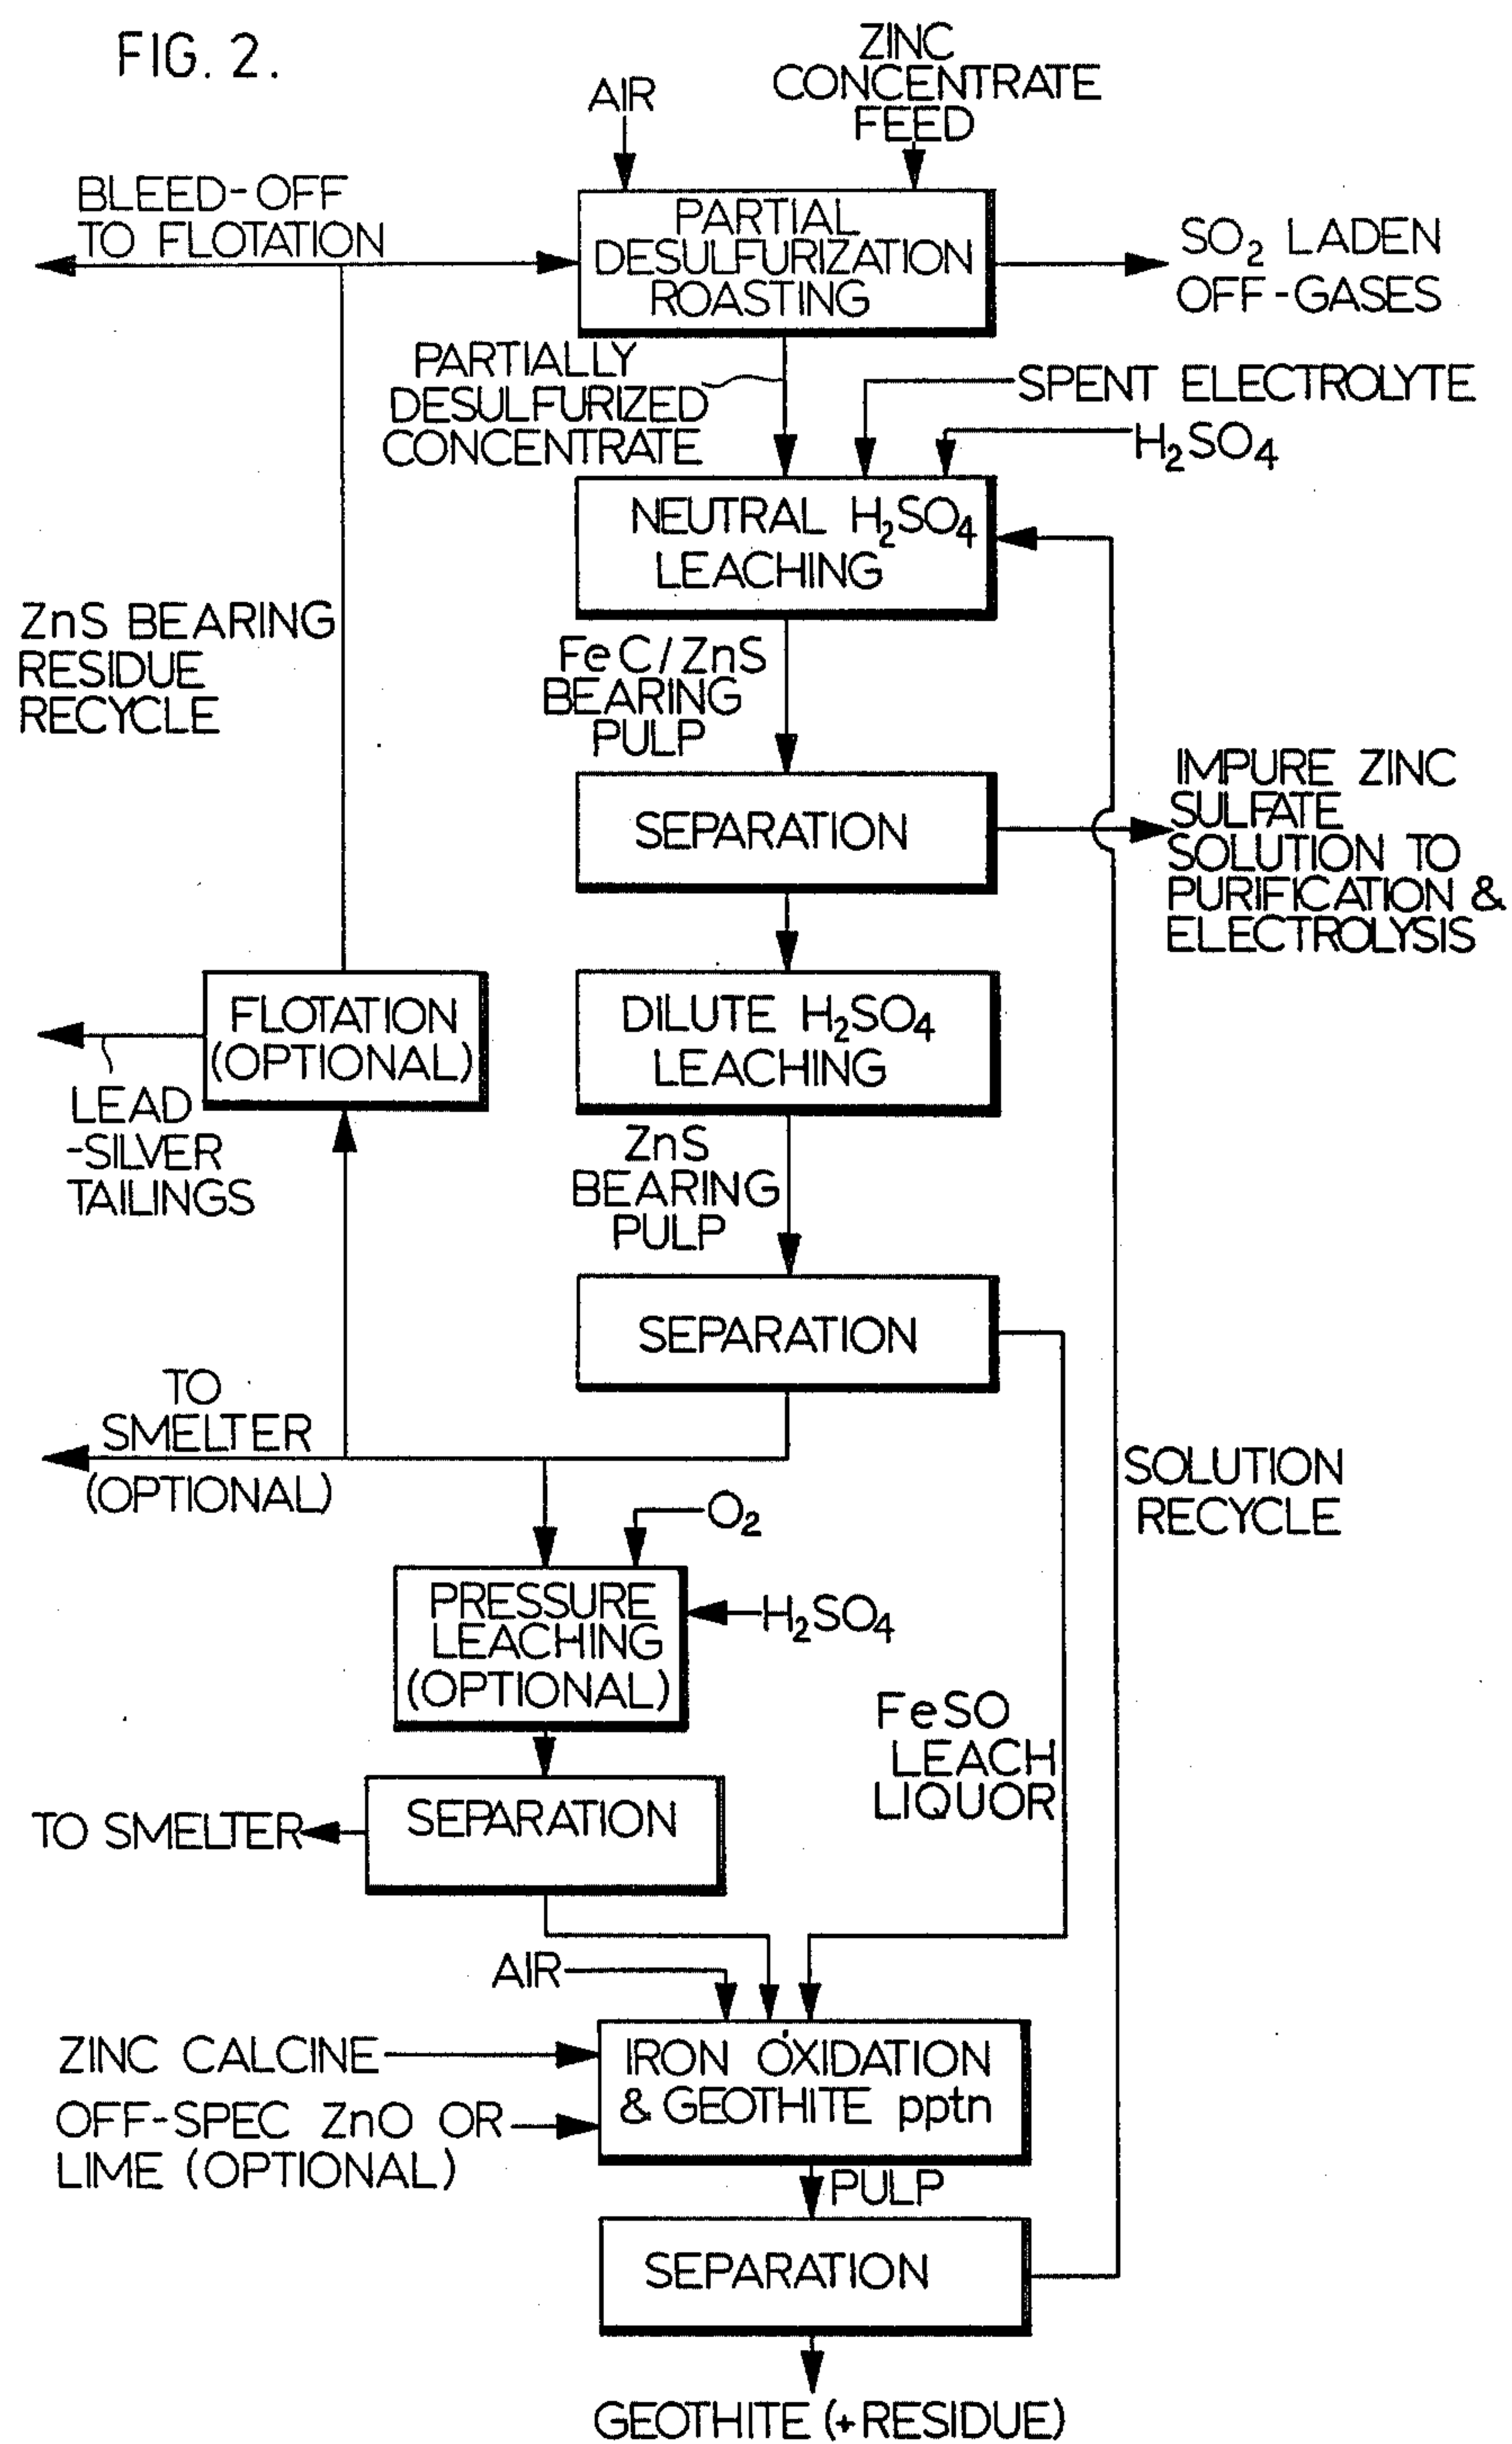 FIG. 2.
AIR
ZINC
CONCENTRATE
FEED
BLEED-OFF
TO FLOTATION
PARTIAL
DESULFURIZATION
ROASTING
SO2 LADEN
OFF-GASES
PARTIALLY
DESULFURIZED
CONCENTRATE
SPENT ELECTROLYTE
H2SO4
NEUTRAL H2SO4
LEACHING
ZnS BEARING
RESIDUE
RECYCLE
FeC/ZnS
BEARING
PULP
SEPARATION
IMPURE ZINC
SULFATE
SOLUTION TO
PURIFICATION &
ELECTROLYSIS
FLOTATION
(OPTIONAL)
DILUTE H2SO4
LEACHING
LEAD
-SILVER
TAILINGS
ZnS
BEARING
PULP
SEPARATION
TO
SMELTER
(OPTIONAL)
SOLUTION
RECYCLE
O2
PRESSURE
LEACHING
(OPTIONAL)
H2SO4
FeSO
LEACH
LIQUOR
SEPARATION
TO SMELTER
AIR
ZINC CALCINE
OFF-SPEC ZnO OR
LIME (OPTIONAL)
IRON OXIDATION
& GEOTHITE pptn
PULP
SEPARATION
GEOTHITE (+RESIDUE)